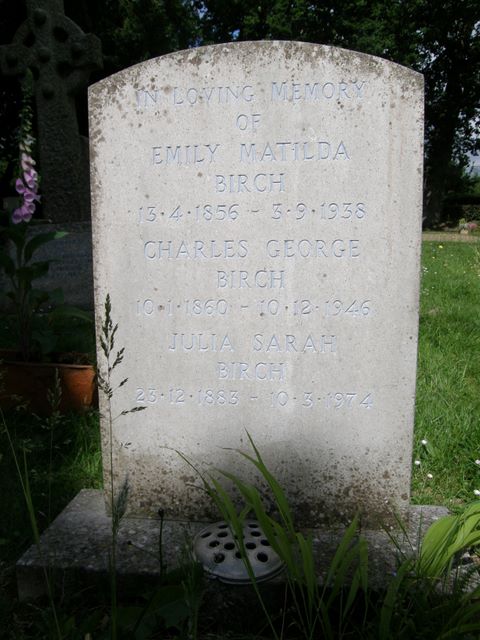 IN LOVING MEMORY
OF
EMILY MATILDA
BIRCH
13·4·1856 - 3·9·1938
CHARLES GEORGE
BIRCH
10·1·1860 - 10·12·1946
JULIA SARAH
BIRCH
23·12·1883 - 10·3·1974